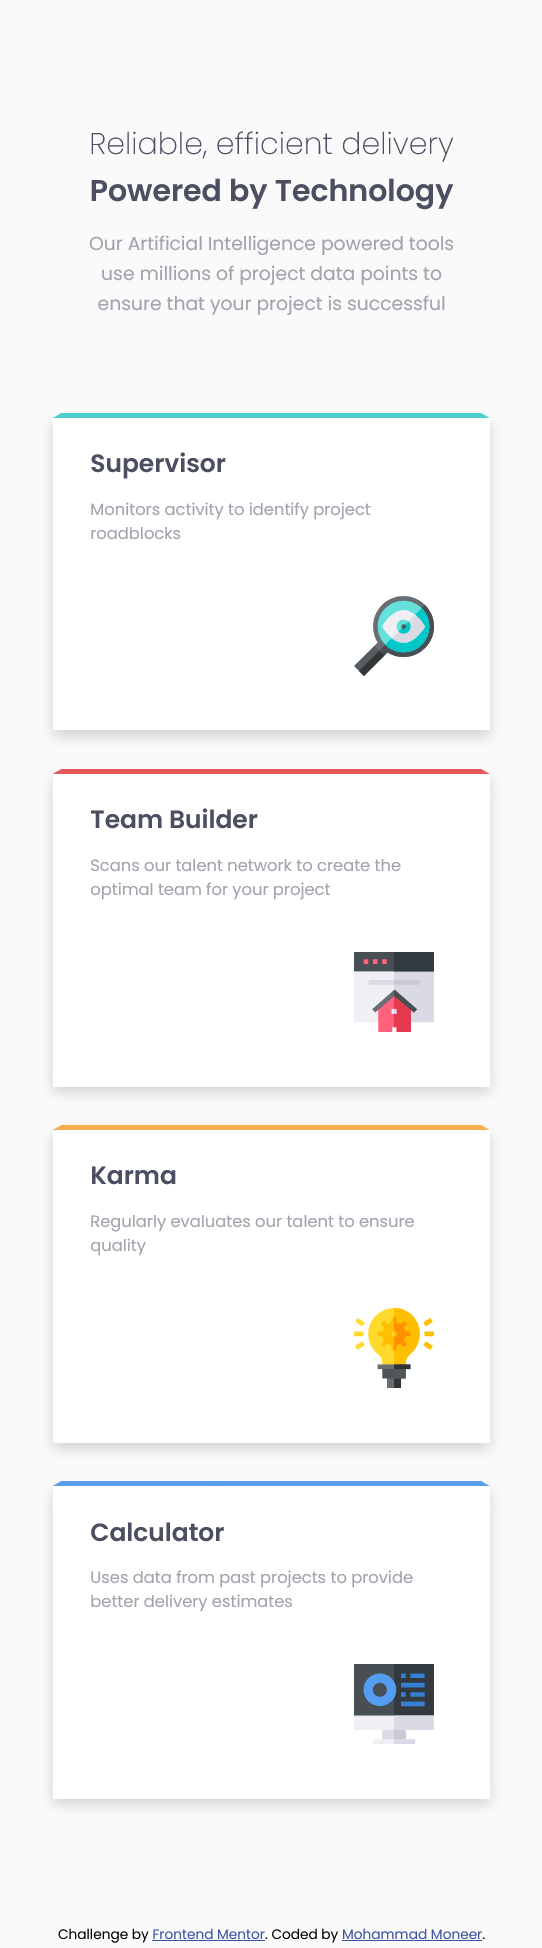 Reliable, efficient delivery
Powered by Technology
Our Artificial Intelligence powered tools
use millions of project data points to
ensure that your project is successful
Supervisor
Monitors activity to identify project
roadblocks
Team Builder
Scans our talent network to create the
optimal team for your project
Karma
Regularly evaluates our talent to ensure
quality
Calculator
Uses data from past projects to provide
better delivery estimates
Challenge by Frontend Mentor. Coded by Mohammad Moneer.